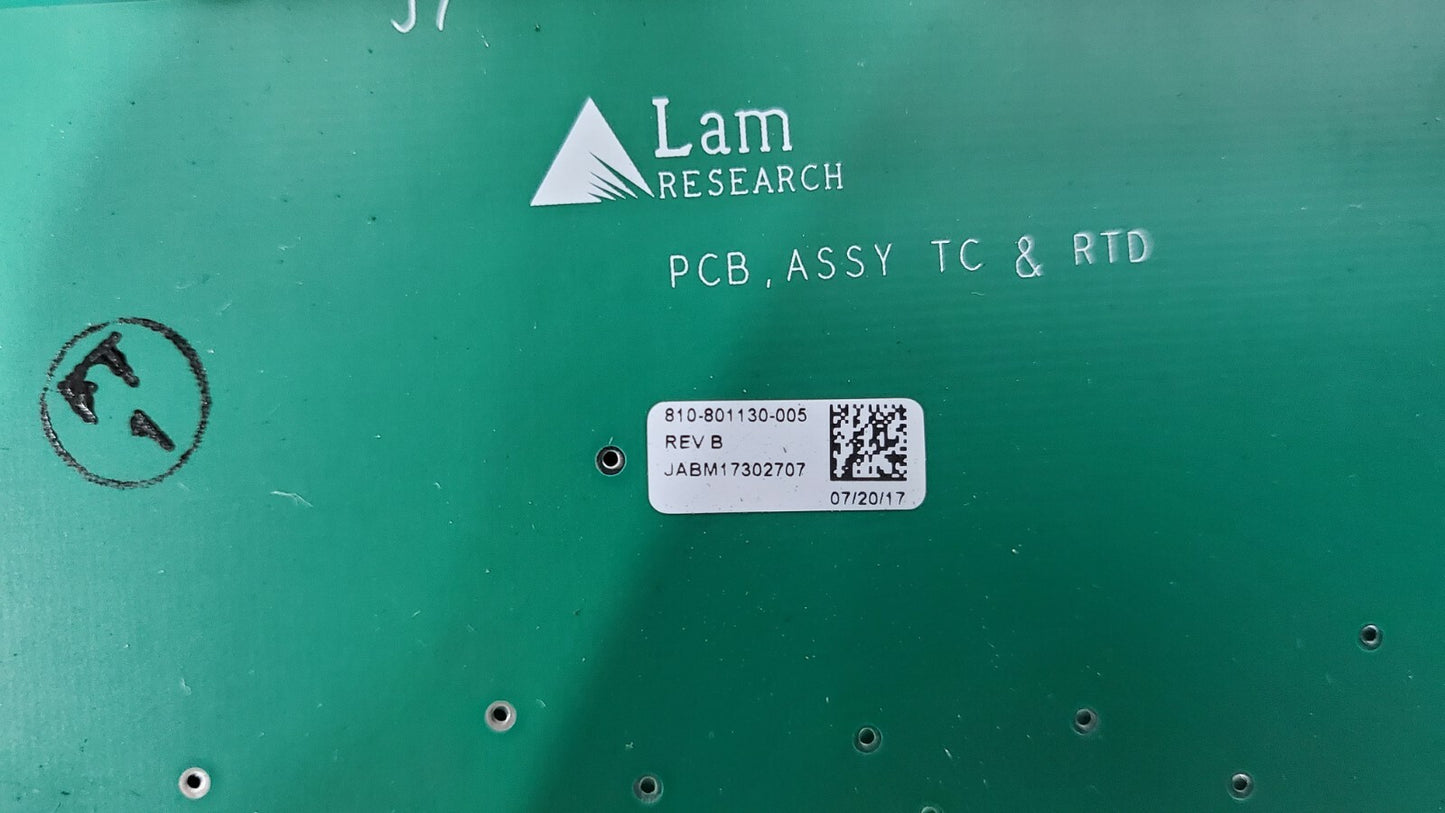 J7
Lam
RESEARCH
PCB, ASSY TC & RTD
810-801130-005
REV B
JABM17302707
07/20/17